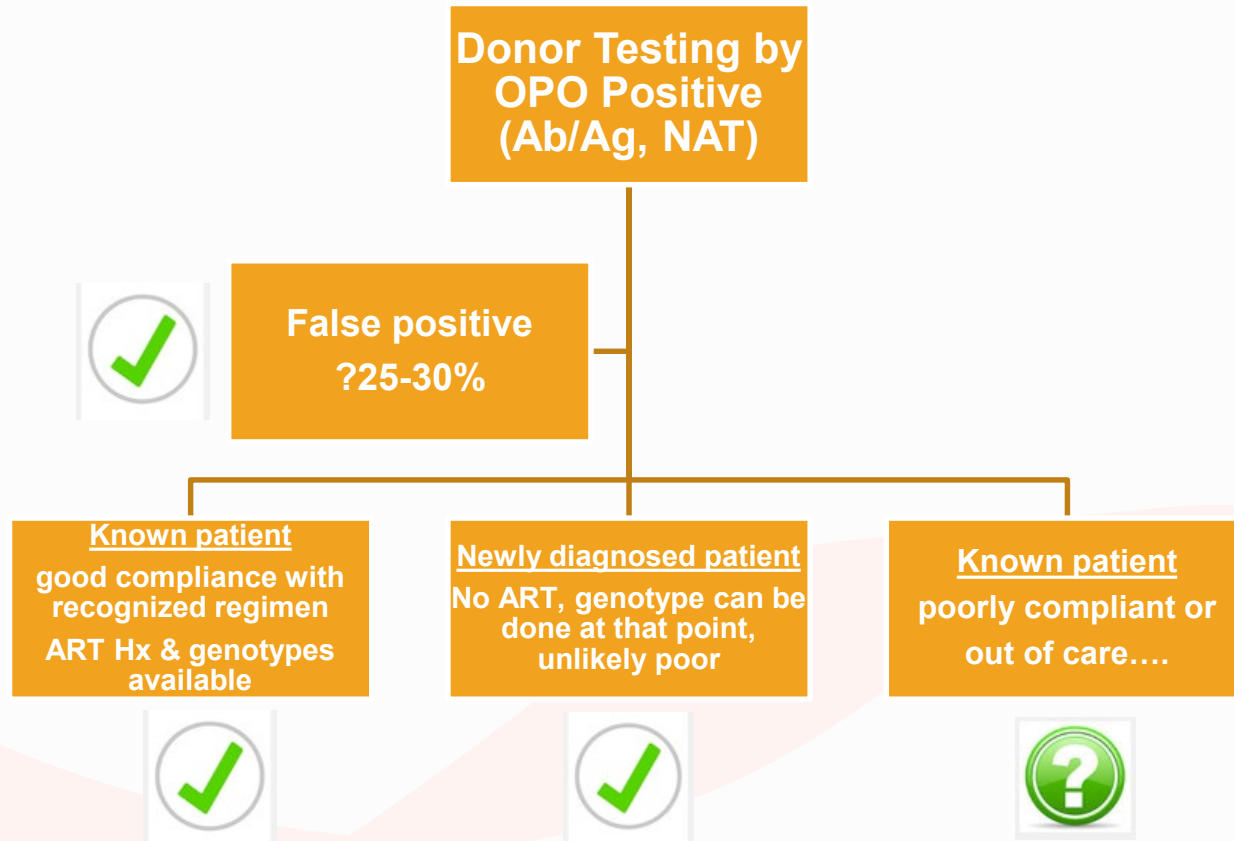 Donor Testing by
OPO Positive
(Ab/Ag, NAT)
False positive
?25-30%
Known patient
good compliance with
recognized regimen
ART Hx & genotypes
available
Newly diagnosed patient
No ART, genotype can be
done at that point,
unlikely poor
Known patient
poorly compliant or
out of care....
?